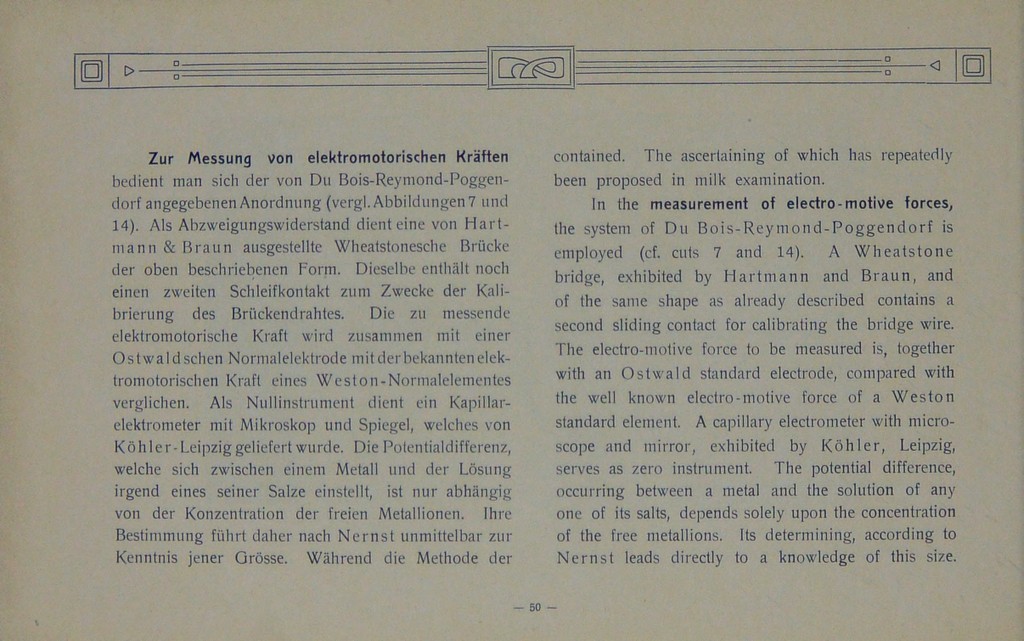 Zur Messung von elektromotorischen Kräften
bedient man sich der von Du Bois-Reymond-Poggen-
dorf angegebenen Anordnung (vergl. Abbildungen 7 und
14). Als Abzweigungswiderstand dient eine von Hart-
mann & Braun ausgestellte Wheatstonesche Brücke
der oben beschriebenen Form. Dieselbe enthält noch
einen zweiten Schleifkontakt zum Zwecke der Kali-
brierung des Brückendrahtes. Die zu messende
elektromotorische Kraft wird zusammen mit einer
Ostwaldschen Normalelektrode mit der bekannten elek-
tromotorischen Kraft eines Weston-Normalelementes
verglichen. Als Nullinstrument dient ein Kapillar-
elektrometer mit Mikroskop und Spiegel, welches von
Köhler-Leipzig geliefert wurde. Die Potentialdifferenz,
welche sich zwischen einem Metall und der Lösung
irgend eines seiner Salze einstellt, ist nur abhängig
von der Konzentration der freien Metallionen. Ihre
Bestimmung führt daher nach Nernst unmittelbar zur
Kenntnis jener Grösse. Während die Methode der
contained. The ascertaining of which has repeatedly
been proposed in milk examination.
In the measurement of electro-motive forces,
the system of Du Bois-Reymond-Poggendorf is
employed (cf. cuts 7 and 14). A Wheatstone
bridge, exhibited by Hartmann and Braun, and
of the same shape as already described contains a
second sliding contact for calibrating the bridge wire.
The electro-motive force to be measured is, together
with an Ostwald standard electrode, compared with
the well known electro-motive force of a Weston
standard element. A capillary electrometer with micro-
scope and mirror, exhibited by Köhler, Leipzig,
serves as zero instrument. The potential difference,
occurring between a metal and the solution of any
one of its salts, depends solely upon the concentration
of the free metallions. Its determining, according to
Nernst leads directly to a knowledge of this size.
— 50 —